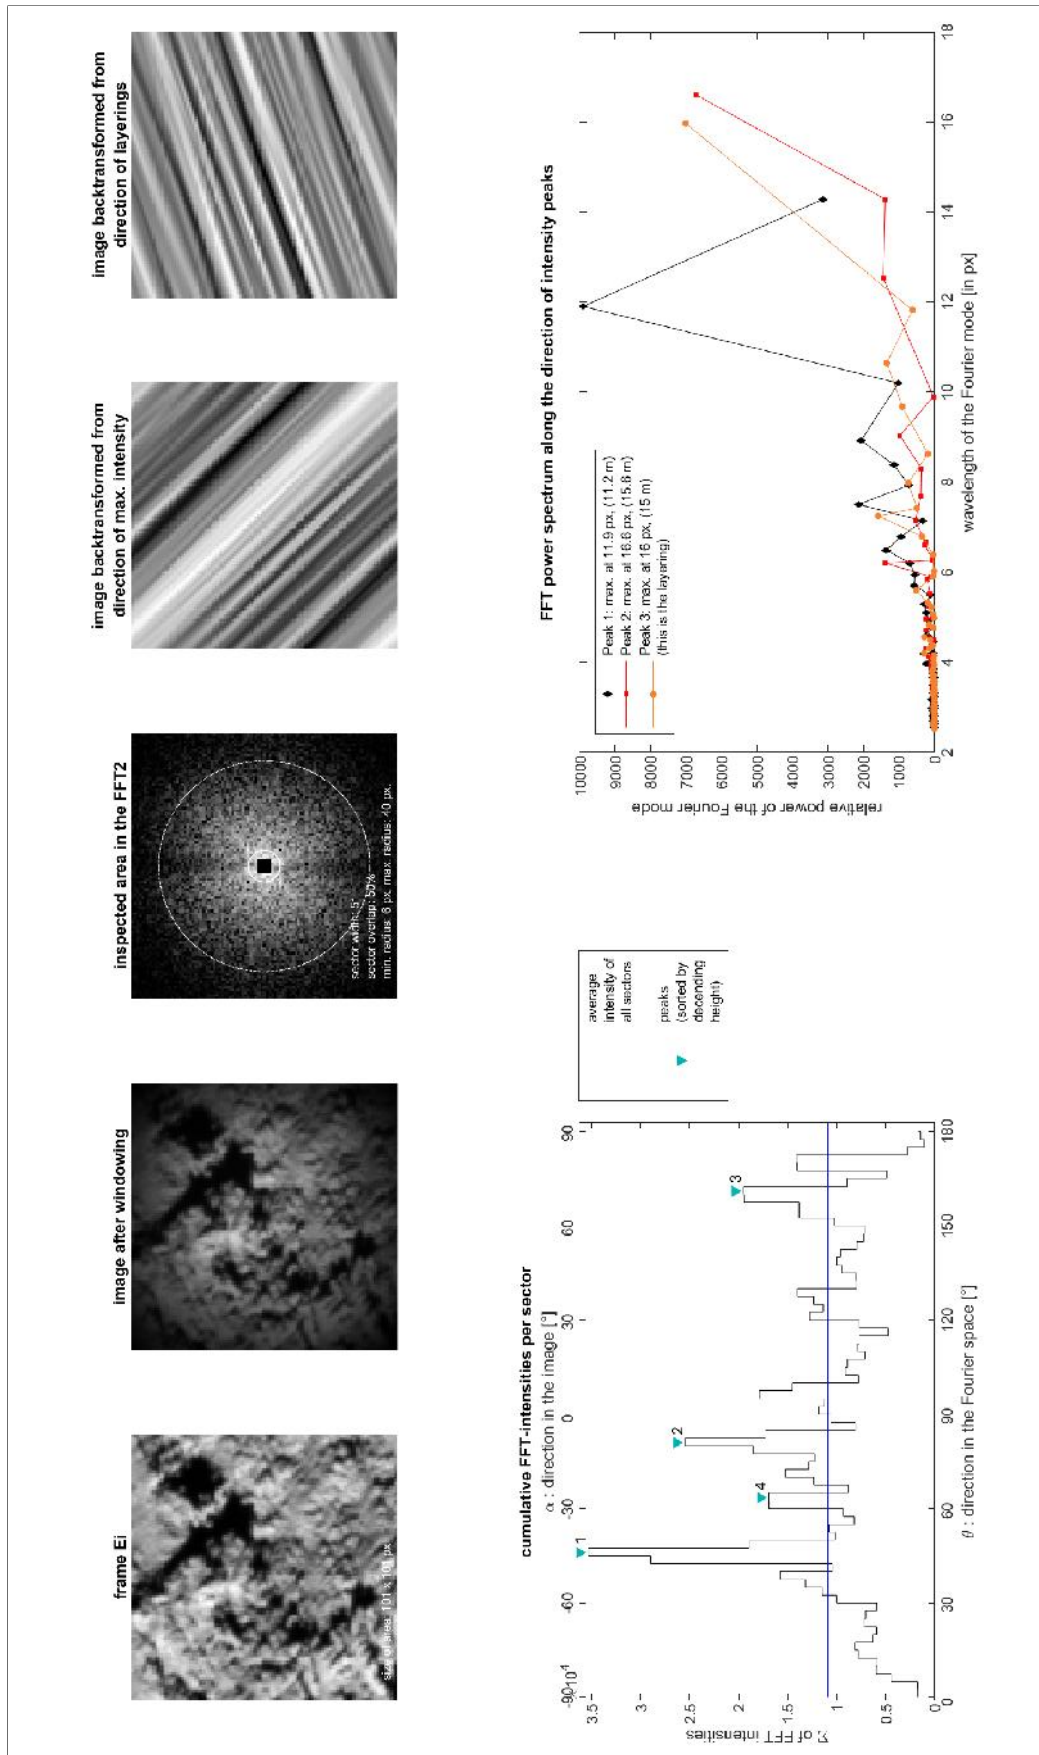 frame Ei
size of area: 101 x 101 px
image after windowing
inspected area in the FFT2
sector width: 5°
sector overlap: 50%
min. radius: 6 px, max. radius: 40 px.
image backtransformed from
direction of max. intensity
image backtransformed from
direction of layerings
cumulative FFT-intensities per sector
α : direction in the image [°]
-90 -60 -30 0 30 60 90
10^4
3.5
3
2.5
2
1.5
1
0.5
0
Σ of FFT intensities
1
4
2
3
0 30 60 90 120 150 180
θ : direction in the Fourier space [°]
average
intensity of
all sectors
peaks
(sorted by
decending
height)
FFT power spectrum along the direction of intensity peaks
10000
9000
8000
7000
6000
5000
4000
3000
2000
1000
0
relative power of the Fourier mode
Peak 1: max. at 11.9 px, (11.2 m)
Peak 2: max. at 16.6 px, (15.6 m)
Peak 3: max. at 16 px, (15 m)
(this is the layering)
2 4 6 8 10 12 14 16 18
wavelength of the Fourier mode [in px]